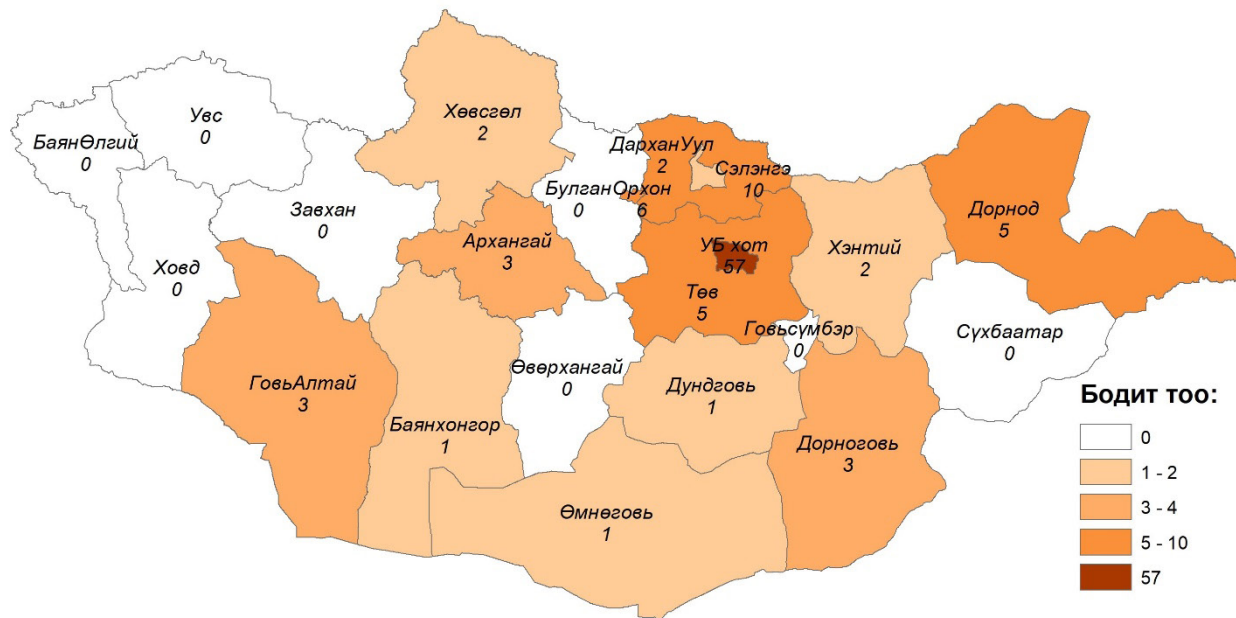 Увс
0
БаянӨлгий
0
Хөвсгөл
2
ДарханУул
2
Сэлэнгэ
10
БулганОрхон
0
6
Завхан
0
Дорнод
5
Архангай
3
УБ хот
57
Хэнтий
2
Ховд
0
Төв
5
Говьсүмбэр
0
Сүхбаатар
0
Өвөрхангай
0
ГовьАлтай
3
Дундговь
1
Баянхонгор
1
Дорноговь
3
Өмнөговь
1
Бодит тоо:
0
1 - 2
3 - 4
5 - 10
57